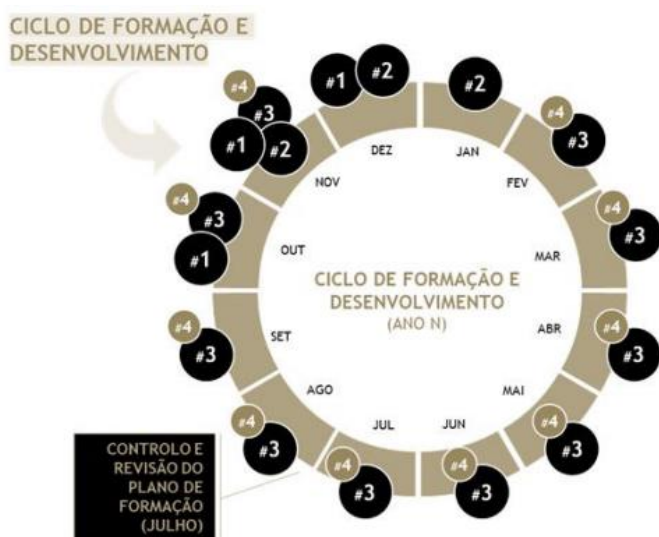 CICLO DE FORMAÇÃO E
DESENVOLVIMENTO
#1
#2
DEZ
#2
JAN
#4
#3
FEV
#4
#3
MAR
#4
#3
ABR
#4
#3
MAI
#4
#3
JUN
#4
#3
JUL
#4
#3
AGO
#4
#3
SET
#4
#3
#1
OUT
#4
#3
#1
#2
NOV
CICLO DE FORMAÇÃO E
DESENVOLVIMENTO
(ANO N)
CONTROLO E
REVISÃO DO
PLANO DE
FORMAÇÃO
(JULHO)